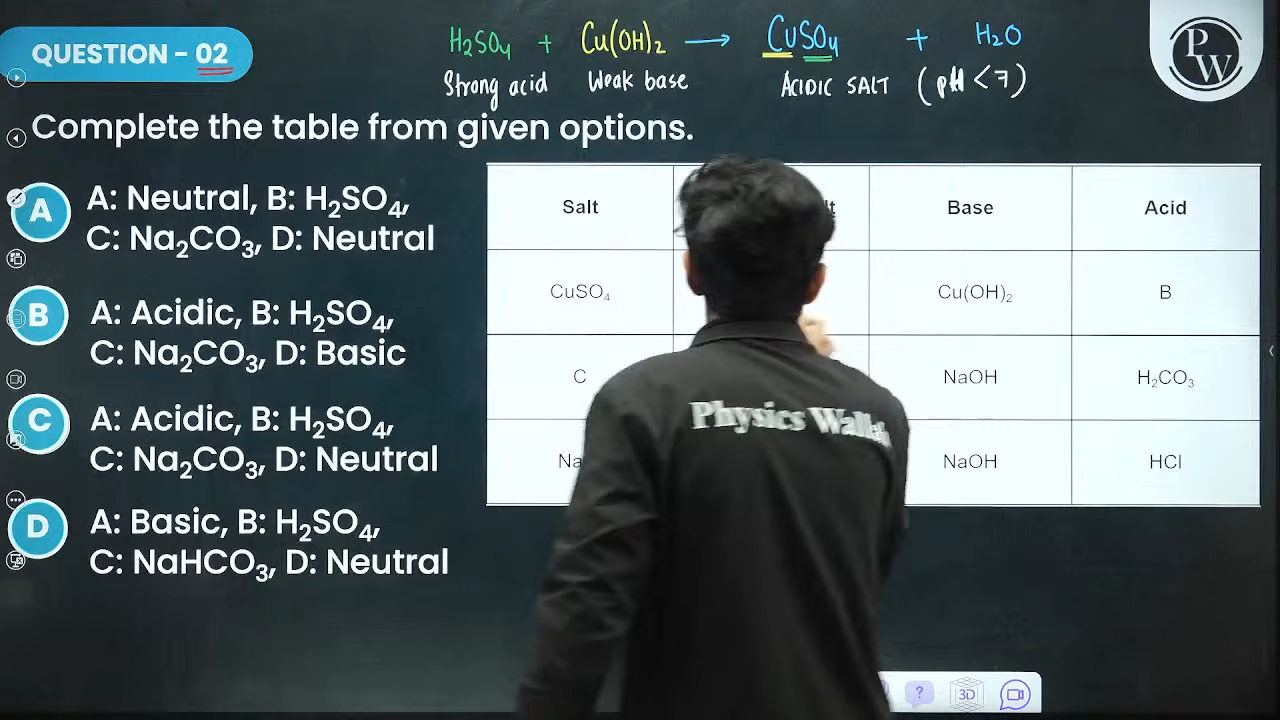 QUESTION - 02
H₂SO₄ + Cu(OH)₂ → CuSO₄ + H₂O
Strong acid Weak base ACIDIC SALT (pH < 7)
PW
Complete the table from given options.
A
A: Neutral, B: H₂SO₄,
C: Na₂CO₃, D: Neutral
B
A: Acidic, B: H₂SO₄,
C: Na₂CO₃, D: Basic
C
A: Acidic, B: H₂SO₄,
C: Na₂CO₃, D: Neutral
D
A: Basic, B: H₂SO₄,
C: NaHCO₃, D: Neutral
Salt Base Acid
CuSO₄ Cu(OH)₂ B
C NaOH H₂CO₃
NaOH HCl
Physics Wallah
? 3D